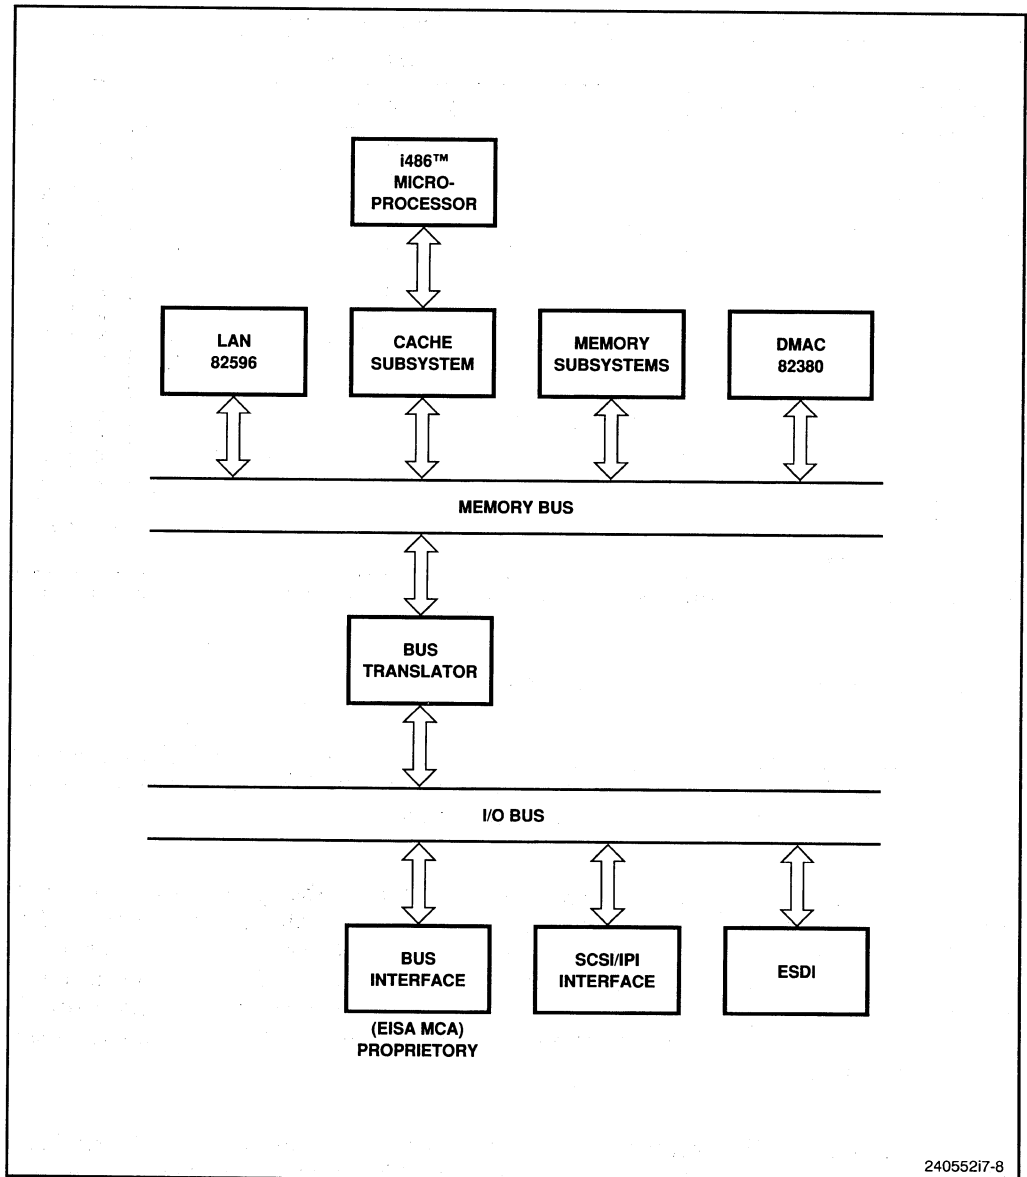 i486™
MICRO-
PROCESSOR
LAN
82596
CACHE
SUBSYSTEM
MEMORY
SUBSYSTEMS
DMAC
82380
MEMORY BUS
BUS
TRANSLATOR
I/O BUS
BUS
INTERFACE
(EISA MCA)
PROPRIETORY
SCSI/IPI
INTERFACE
ESDI
240552i7-8